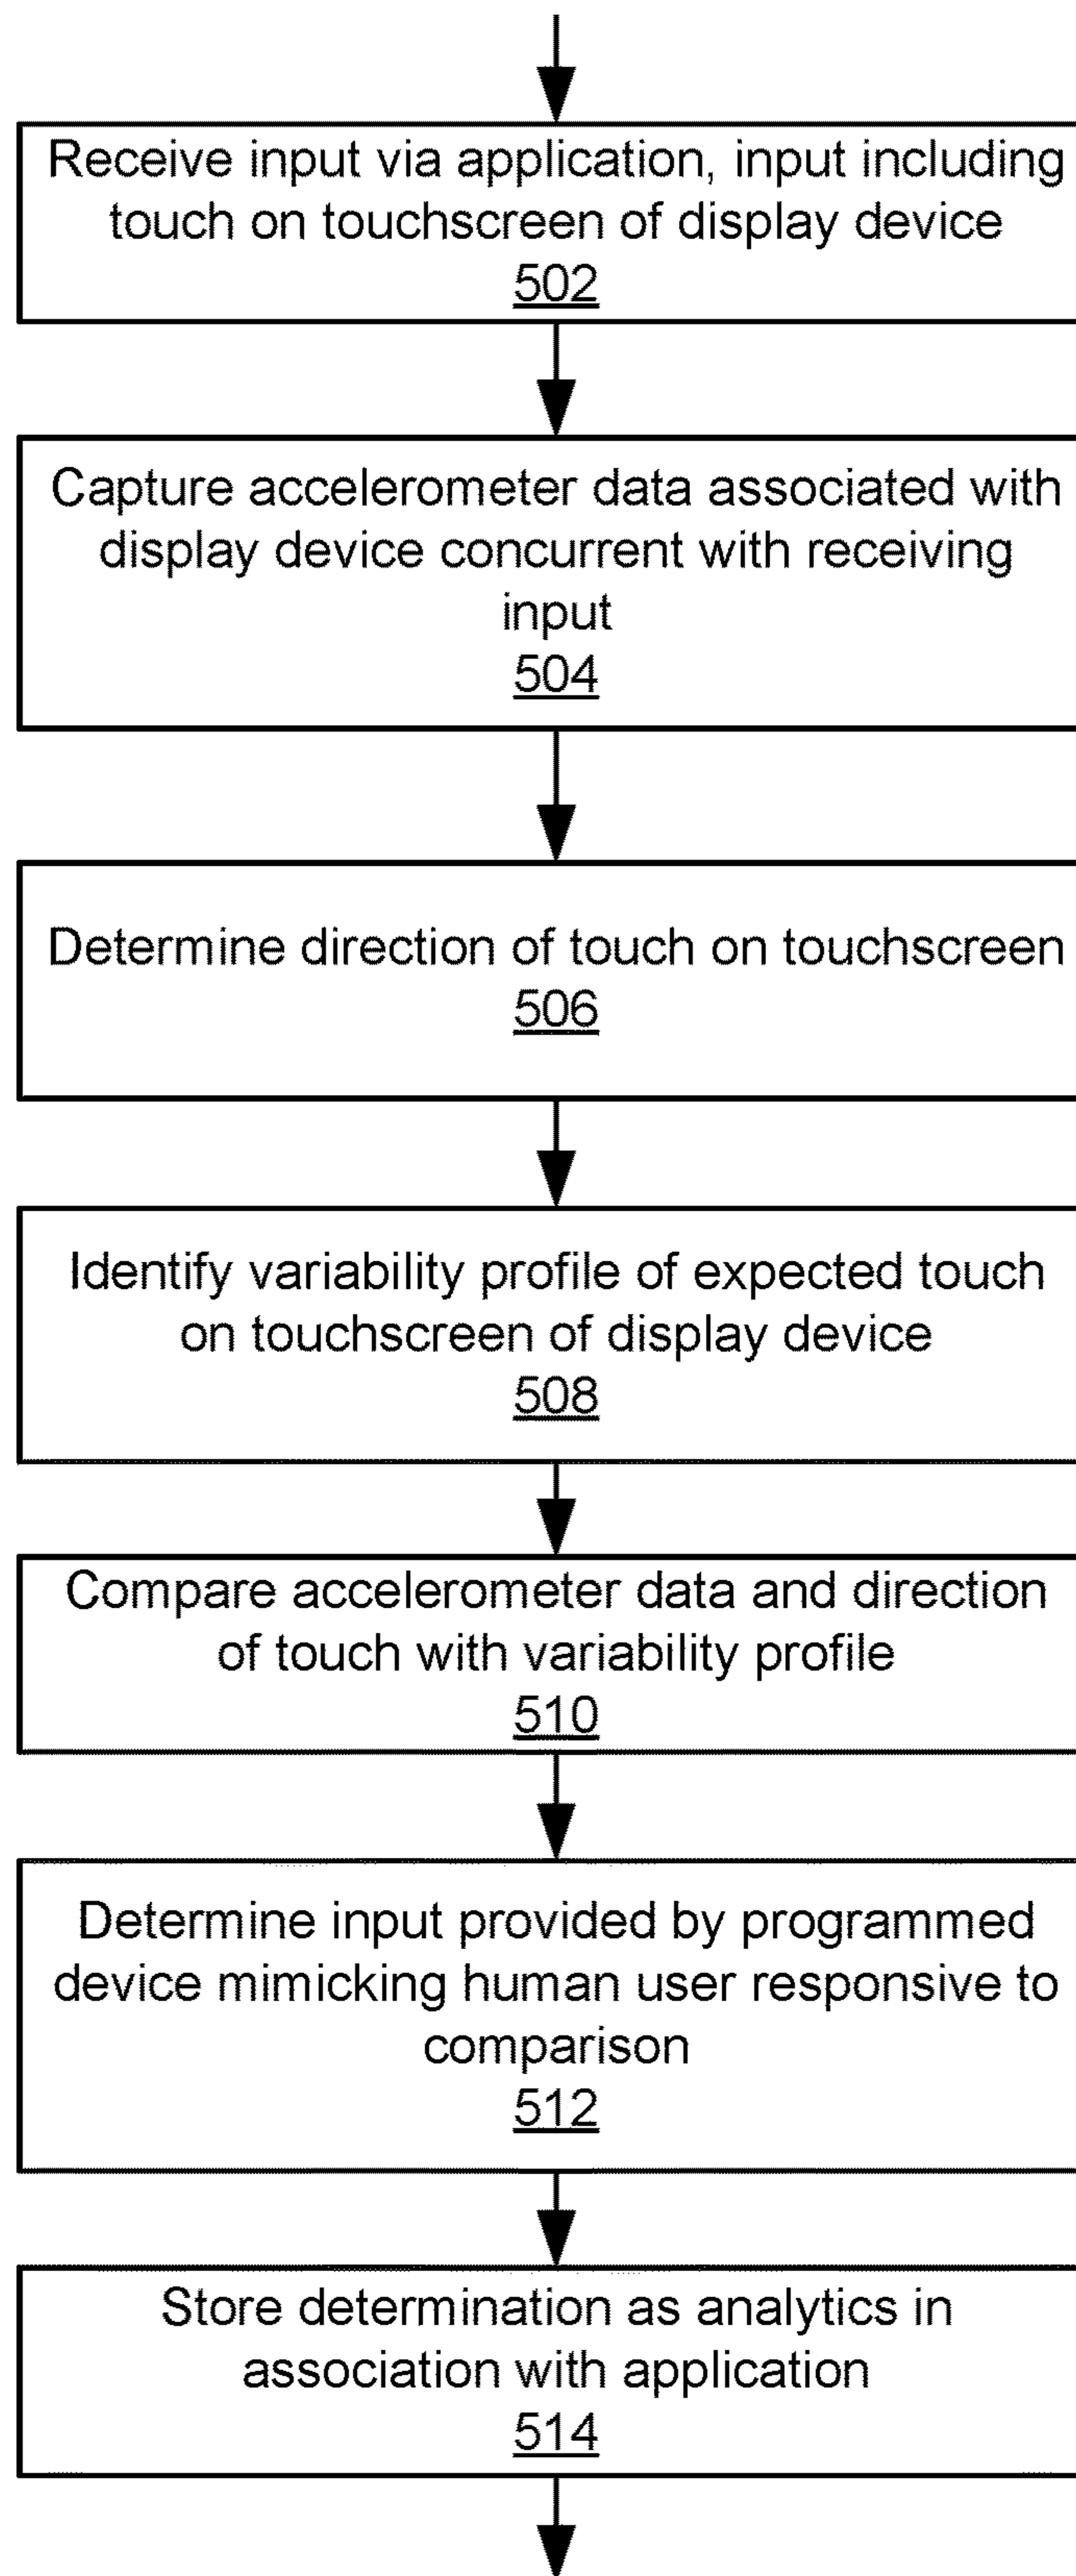 Receive input via application, input including
touch on touchscreen of display device
502
Capture accelerometer data associated with
display device concurrent with receiving
input
504
Determine direction of touch on touchscreen
506
Identify variability profile of expected touch
on touchscreen of display device
508
Compare accelerometer data and direction
of touch with variability profile
510
Determine input provided by programmed
device mimicking human user responsive to
comparison
512
Store determination as analytics in
association with application
514